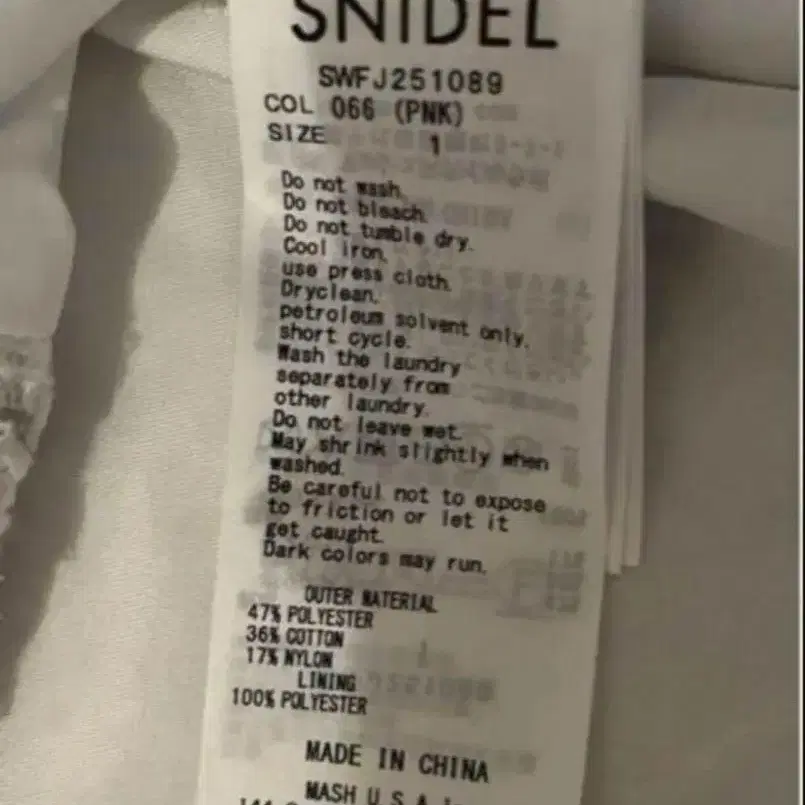 SNIDEL
SWFJ251089
COL 066 (PNK)
SIZE 1
Do not wash.
Do not bleach.
Do not tumble dry.
Cool iron.
use press cloth.
Dryclean.
petroleum solvent only.
short cycle.
Wash the laundry
separately from
other laundry.
Do not leave wet.
May shrink slightly when
washed.
Be careful not to expose
to friction or let it
get caught.
Dark colors may run.
OUTER MATERIAL
47% POLYESTER
36% COTTON
17% NYLON
LINING
100% POLYESTER
MADE IN CHINA
MASH U S A